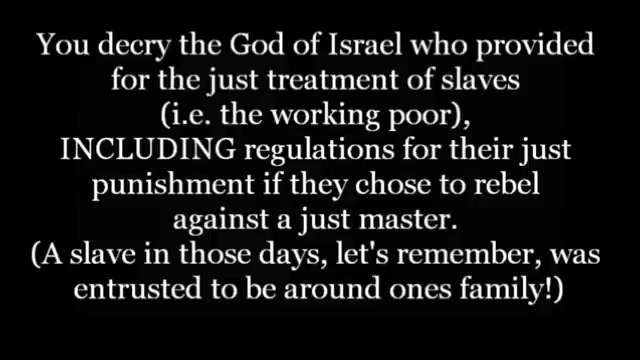 You decry the God of Israel who provided
for the just treatment of slaves
(i.e. the working poor),
INCLUDING regulations for their just
punishment if they chose to rebel
against a just master.
(A slave in those days, let's remember, was
entrusted to be around ones family!)